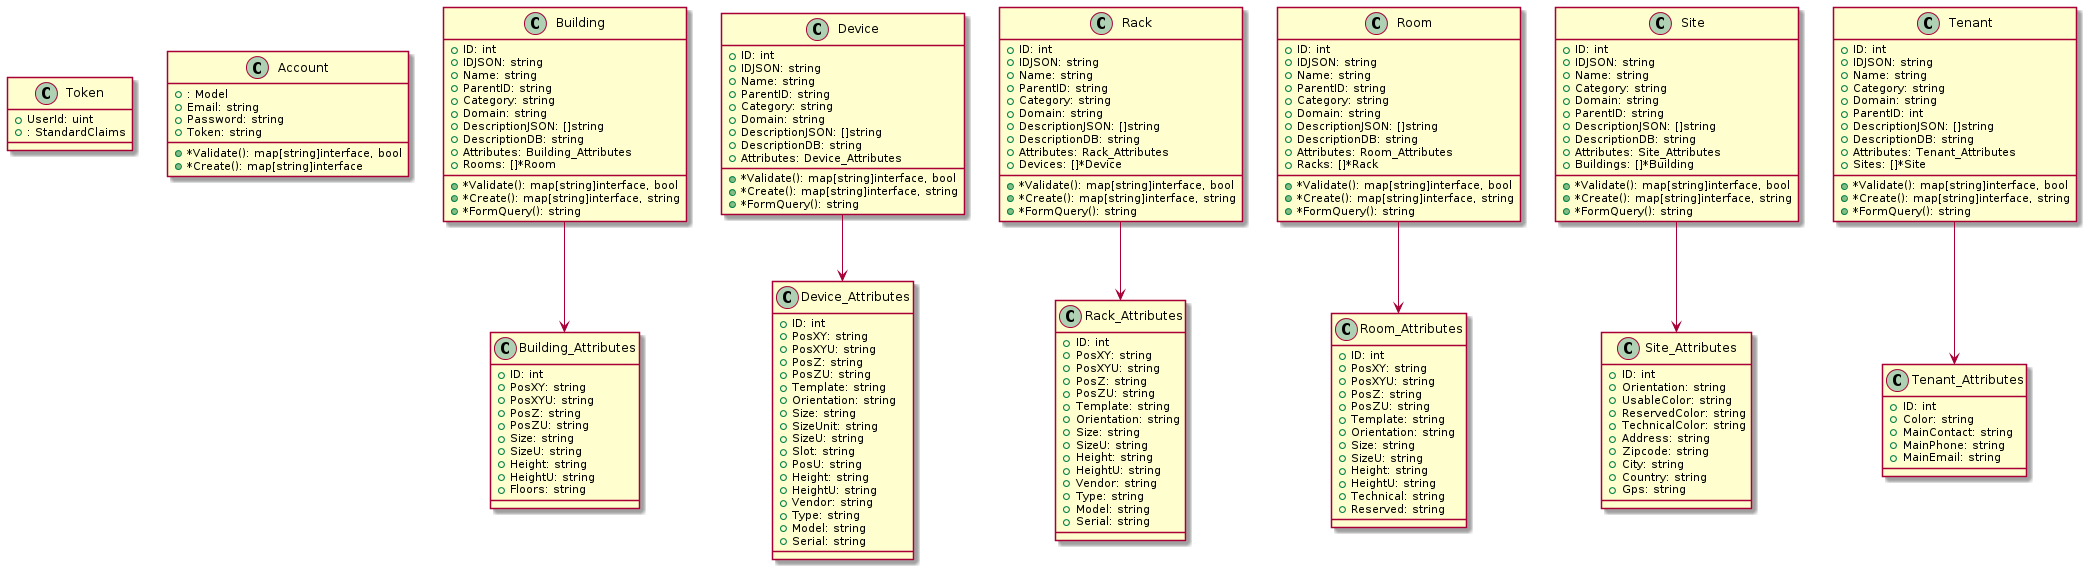 C Token
UserId: uint
: StandardClaims
C Account
: Model
Email: string
Password: string
Token: string
*Validate(): map[string]interface, bool
*Create(): map[string]interface
C Building
ID: int
IDJSON: string
Name: string
ParentID: string
Category: string
Domain: string
DescriptionJSON: []string
DescriptionDB: string
Attributes: Building_Attributes
Rooms: []*Room
*Validate(): map[string]interface, bool
*Create(): map[string]interface, string
*FormQuery(): string
C Device
ID: int
IDJSON: string
Name: string
ParentID: string
Category: string
Domain: string
DescriptionJSON: []string
DescriptionDB: string
Attributes: Device_Attributes
*Validate(): map[string]interface, bool
*Create(): map[string]interface, string
*FormQuery(): string
C Rack
ID: int
IDJSON: string
Name: string
ParentID: string
Category: string
Domain: string
DescriptionJSON: []string
DescriptionDB: string
Attributes: Rack_Attributes
Devices: []*Device
*Validate(): map[string]interface, bool
*Create(): map[string]interface, string
*FormQuery(): string
C Room
ID: int
IDJSON: string
Name: string
ParentID: string
Category: string
Domain: string
DescriptionJSON: []string
DescriptionDB: string
Attributes: Room_Attributes
Racks: []*Rack
*Validate(): map[string]interface, bool
*Create(): map[string]interface, string
*FormQuery(): string
C Site
ID: int
IDJSON: string
Name: string
Category: string
Domain: string
ParentID: string
DescriptionJSON: []string
DescriptionDB: string
Attributes: Site_Attributes
Buildings: []*Building
*Validate(): map[string]interface, bool
*Create(): map[string]interface, string
*FormQuery(): string
C Tenant
ID: int
IDJSON: string
Name: string
Category: string
Domain: string
ParentID: int
DescriptionJSON: []string
DescriptionDB: string
Attributes: Tenant_Attributes
Sites: []*Site
*Validate(): map[string]interface, bool
*Create(): map[string]interface, string
*FormQuery(): string
C Building_Attributes
ID: int
PosXY: string
PosXYU: string
PosZ: string
PosZU: string
Size: string
SizeU: string
Height: string
HeightU: string
Floors: string
C Device_Attributes
ID: int
PosXY: string
PosXYU: string
PosZ: string
PosZU: string
Template: string
Orientation: string
Size: string
SizeUnit: string
SizeU: string
Slot: string
PosU: string
Height: string
HeightU: string
Vendor: string
Type: string
Model: string
Serial: string
C Rack_Attributes
ID: int
PosXY: string
PosXYU: string
PosZ: string
PosZU: string
Template: string
Orientation: string
Size: string
SizeU: string
Height: string
HeightU: string
Vendor: string
Type: string
Model: string
Serial: string
C Room_Attributes
ID: int
PosXY: string
PosXYU: string
PosZ: string
PosZU: string
Template: string
Orientation: string
Size: string
SizeU: string
Height: string
HeightU: string
Technical: string
Reserved: string
C Site_Attributes
ID: int
Orientation: string
UsableColor: string
ReservedColor: string
TechnicalColor: string
Address: string
Zipcode: string
City: string
Country: string
Gps: string
C Tenant_Attributes
ID: int
Color: string
MainContact: string
MainPhone: string
MainEmail: string